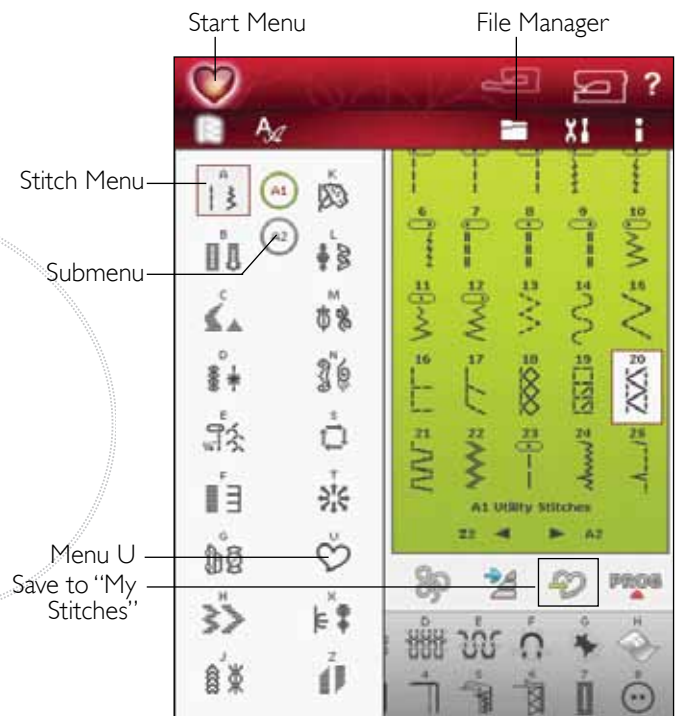 Start Menu
File Manager
?
A
i
Stitch Menu
A
A1
K
B
A2
L
Submenu
C
M
D
N
E
S
F
T
G
U
Menu U
Save to “My
Stitches”
H
X
J
Z
6 7 8 9 10
11 12 13 14 15
16 17 18 19 20
21 22 23 24 25
A1 Utility Stitches
Z2 A2
PROG
D E F G H
4 5 6 7 8